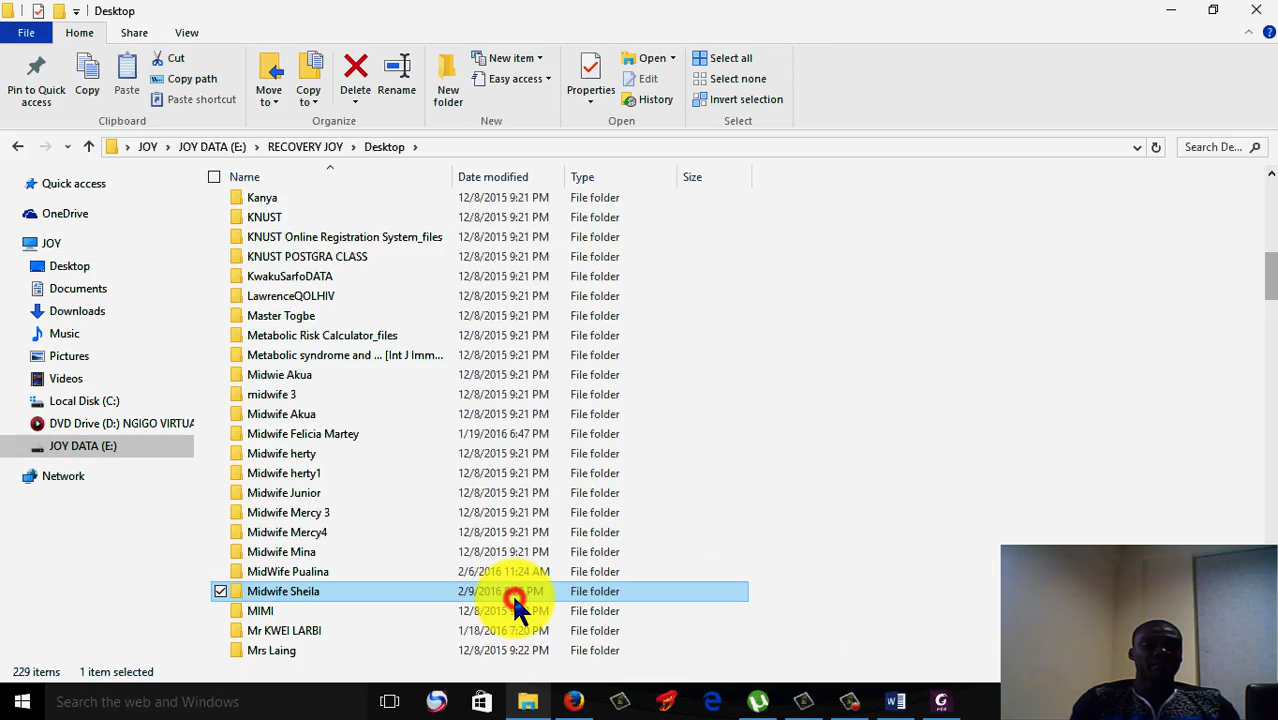 Desktop
File Home Share View
Pin to Quick access
Copy
Paste
Cut
Copy path
Paste shortcut
Clipboard
Move to
Copy to
Delete
Rename
Organize
New folder
New item
Easy access
New
Properties
Open
Edit
History
Open
Select all
Select none
Invert selection
Select
JOY JOY DATA (E:) RECOVERY JOY Desktop
Search De...
Quick access
OneDrive
JOY
Desktop
Documents
Downloads
Music
Pictures
Videos
Local Disk (C:)
DVD Drive (D:) NGIGO VIRTUA
JOY DATA (E:)
Network
Name Date modified Type Size
Kanya 12/8/2015 9:21 PM File folder
KNUST 12/8/2015 9:21 PM File folder
KNUST Online Registration System_files 12/8/2015 9:21 PM File folder
KNUST POSTGRA CLASS 12/8/2015 9:21 PM File folder
KwakuSarfoDATA 12/8/2015 9:21 PM File folder
LawrenceQOLHIV 12/8/2015 9:21 PM File folder
Master Togbe 12/8/2015 9:21 PM File folder
Metabolic Risk Calculator_files 12/8/2015 9:21 PM File folder
Metabolic syndrome and ... [Int J Imm... 12/8/2015 9:21 PM File folder
Midwie Akua 12/8/2015 9:21 PM File folder
midwife 3 12/8/2015 9:21 PM File folder
Midwife Akua 12/8/2015 9:21 PM File folder
Midwife Felicia Martey 1/19/2016 6:47 PM File folder
Midwife herty 12/8/2015 9:21 PM File folder
Midwife herty1 12/8/2015 9:21 PM File folder
Midwife Junior 12/8/2015 9:21 PM File folder
Midwife Mercy 3 12/8/2015 9:21 PM File folder
Midwife Mercy4 12/8/2015 9:21 PM File folder
Midwife Mina 12/8/2015 9:21 PM File folder
MidWife Pualina 2/6/2016 11:24 AM File folder
Midwife Sheila 2/9/2016 PM File folder
MIMI 12/8/2015 PM File folder
Mr KWEI LARBI 1/18/2016 7:20 PM File folder
Mrs Laing 12/8/2015 9:22 PM File folder
229 items 1 item selected
Search the web and Windows